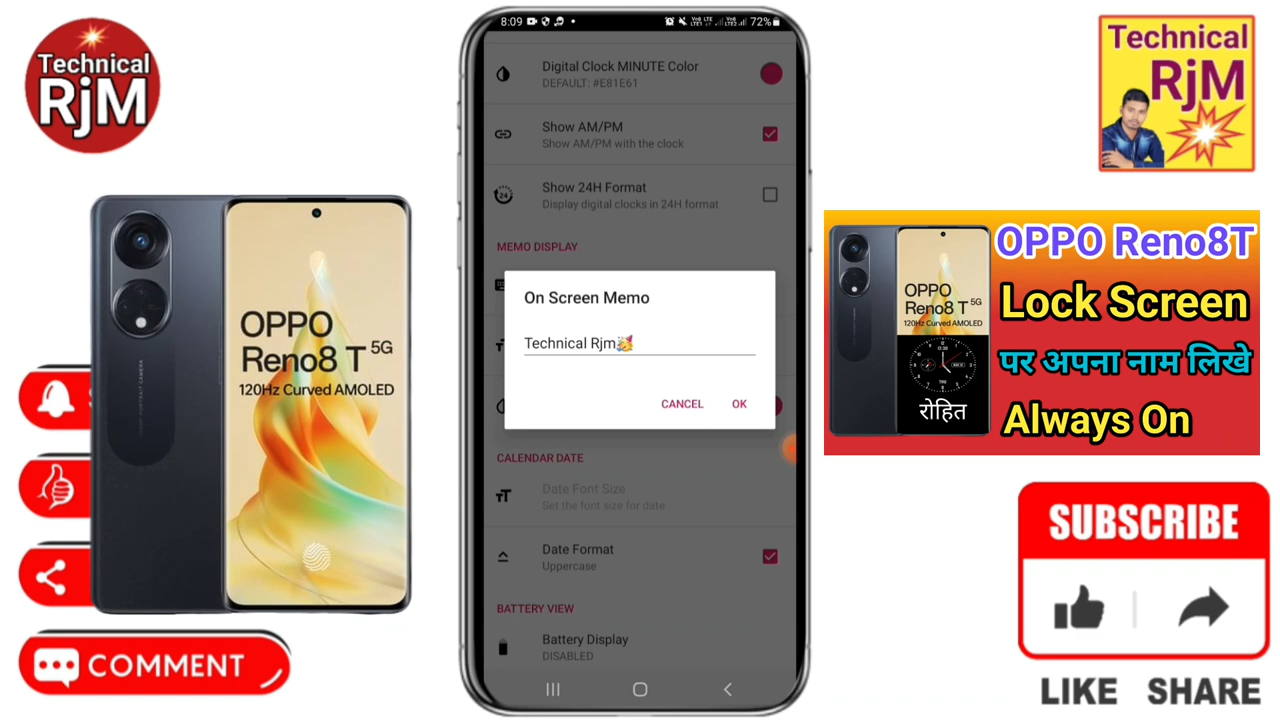 Technical
RjM
OPPO
Reno8 T 5G
120Hz Curved AMOLED
COMMENT
8:09
72%
Digital Clock MINUTE Color
DEFAULT: #E81E61
Show AM/PM
Show AM/PM with the clock
24
Show 24H Format
Display digital clocks in 24H format
MEMO DISPLAY
On Screen Memo
Technical Rjm🥳
CANCEL
OK
CALENDAR DATE
Date Font Size
Set the font size for date
Date Format
Uppercase
BATTERY VIEW
Battery Display
DISABLED
Technical
RjM
OPPO Reno8T
Lock Screen
पर अपना नाम लिखे
Always On
OPPO
Reno8 T 5G
120Hz Curved AMOLED
रोहित
SUBSCRIBE
LIKE SHARE